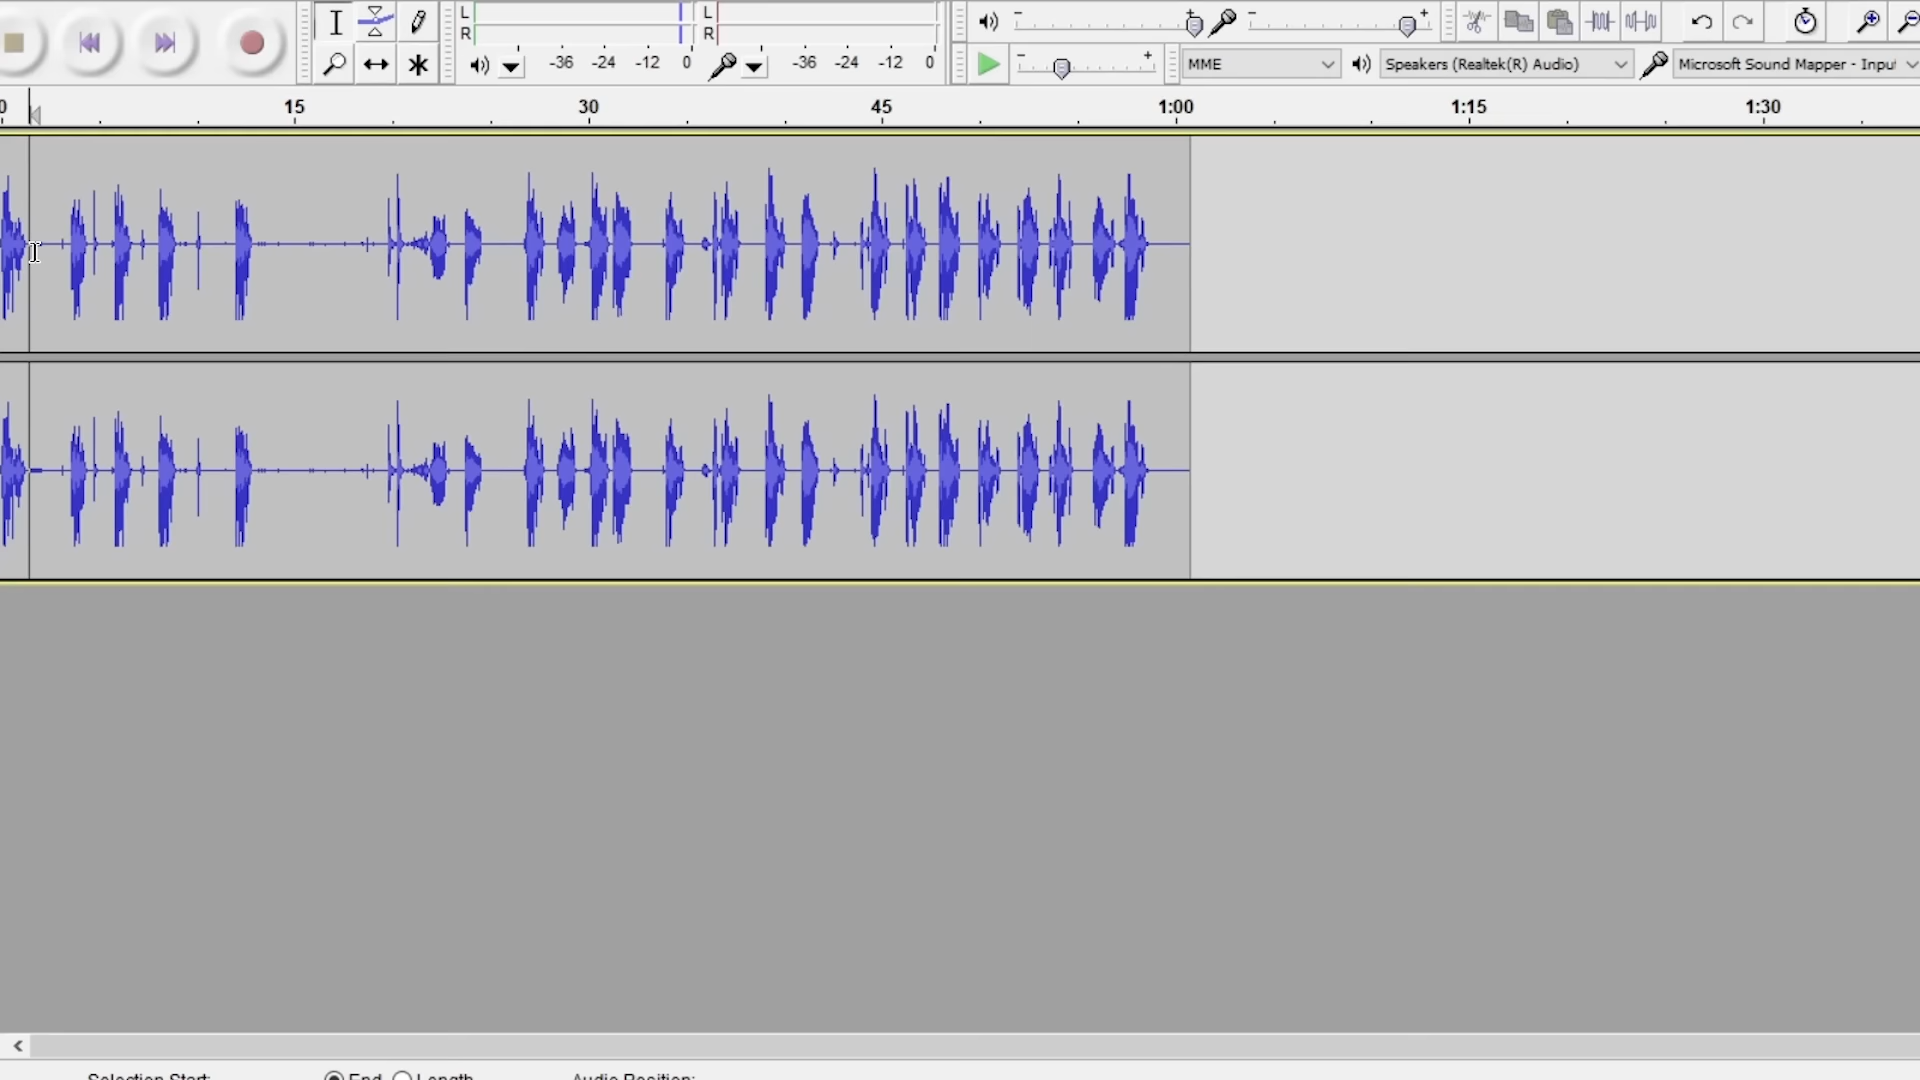 L
R
-36 -24 -12 0
L
R
-36 -24 -12 0
- +
- +
- +
MME
Speakers (Realtek(R) Audio)
Microsoft Sound Mapper - Input
0 15 30 45 1:00 1:15 1:30
Selection Start:
End
Length
Audio Position: